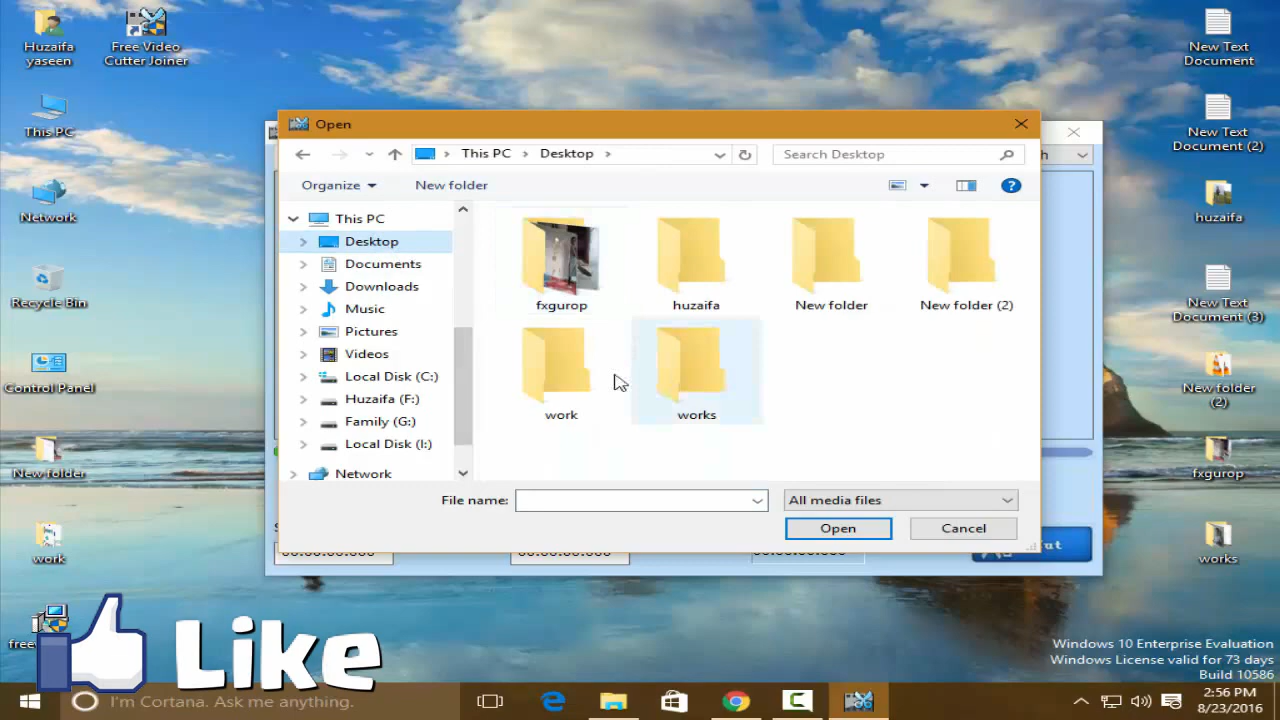 Huzaifa
yaseen
Free Video
Cutter Joiner
New Text
Document
This PC
New Text
Document (2)
Network
huzaifa
Recycle Bin
New Text
Document (3)
Control Panel
New folder
(2)
New folder
fxgurop
work
works
Open
This PC
Desktop
Search Desktop
Organize
New folder
This PC
Desktop
Documents
Downloads
Music
Pictures
Videos
Local Disk (C:)
Huzaifa (F:)
Family (G:)
Local Disk (I:)
Network
fxgurop
huzaifa
New folder
New folder (2)
work
works
File name:
All media files
Open
Cancel
Like
Windows 10 Enterprise Evaluation
Windows License valid for 73 days
Build 10586
I'm Cortana. Ask me anything.
2:56 PM
8/23/2016